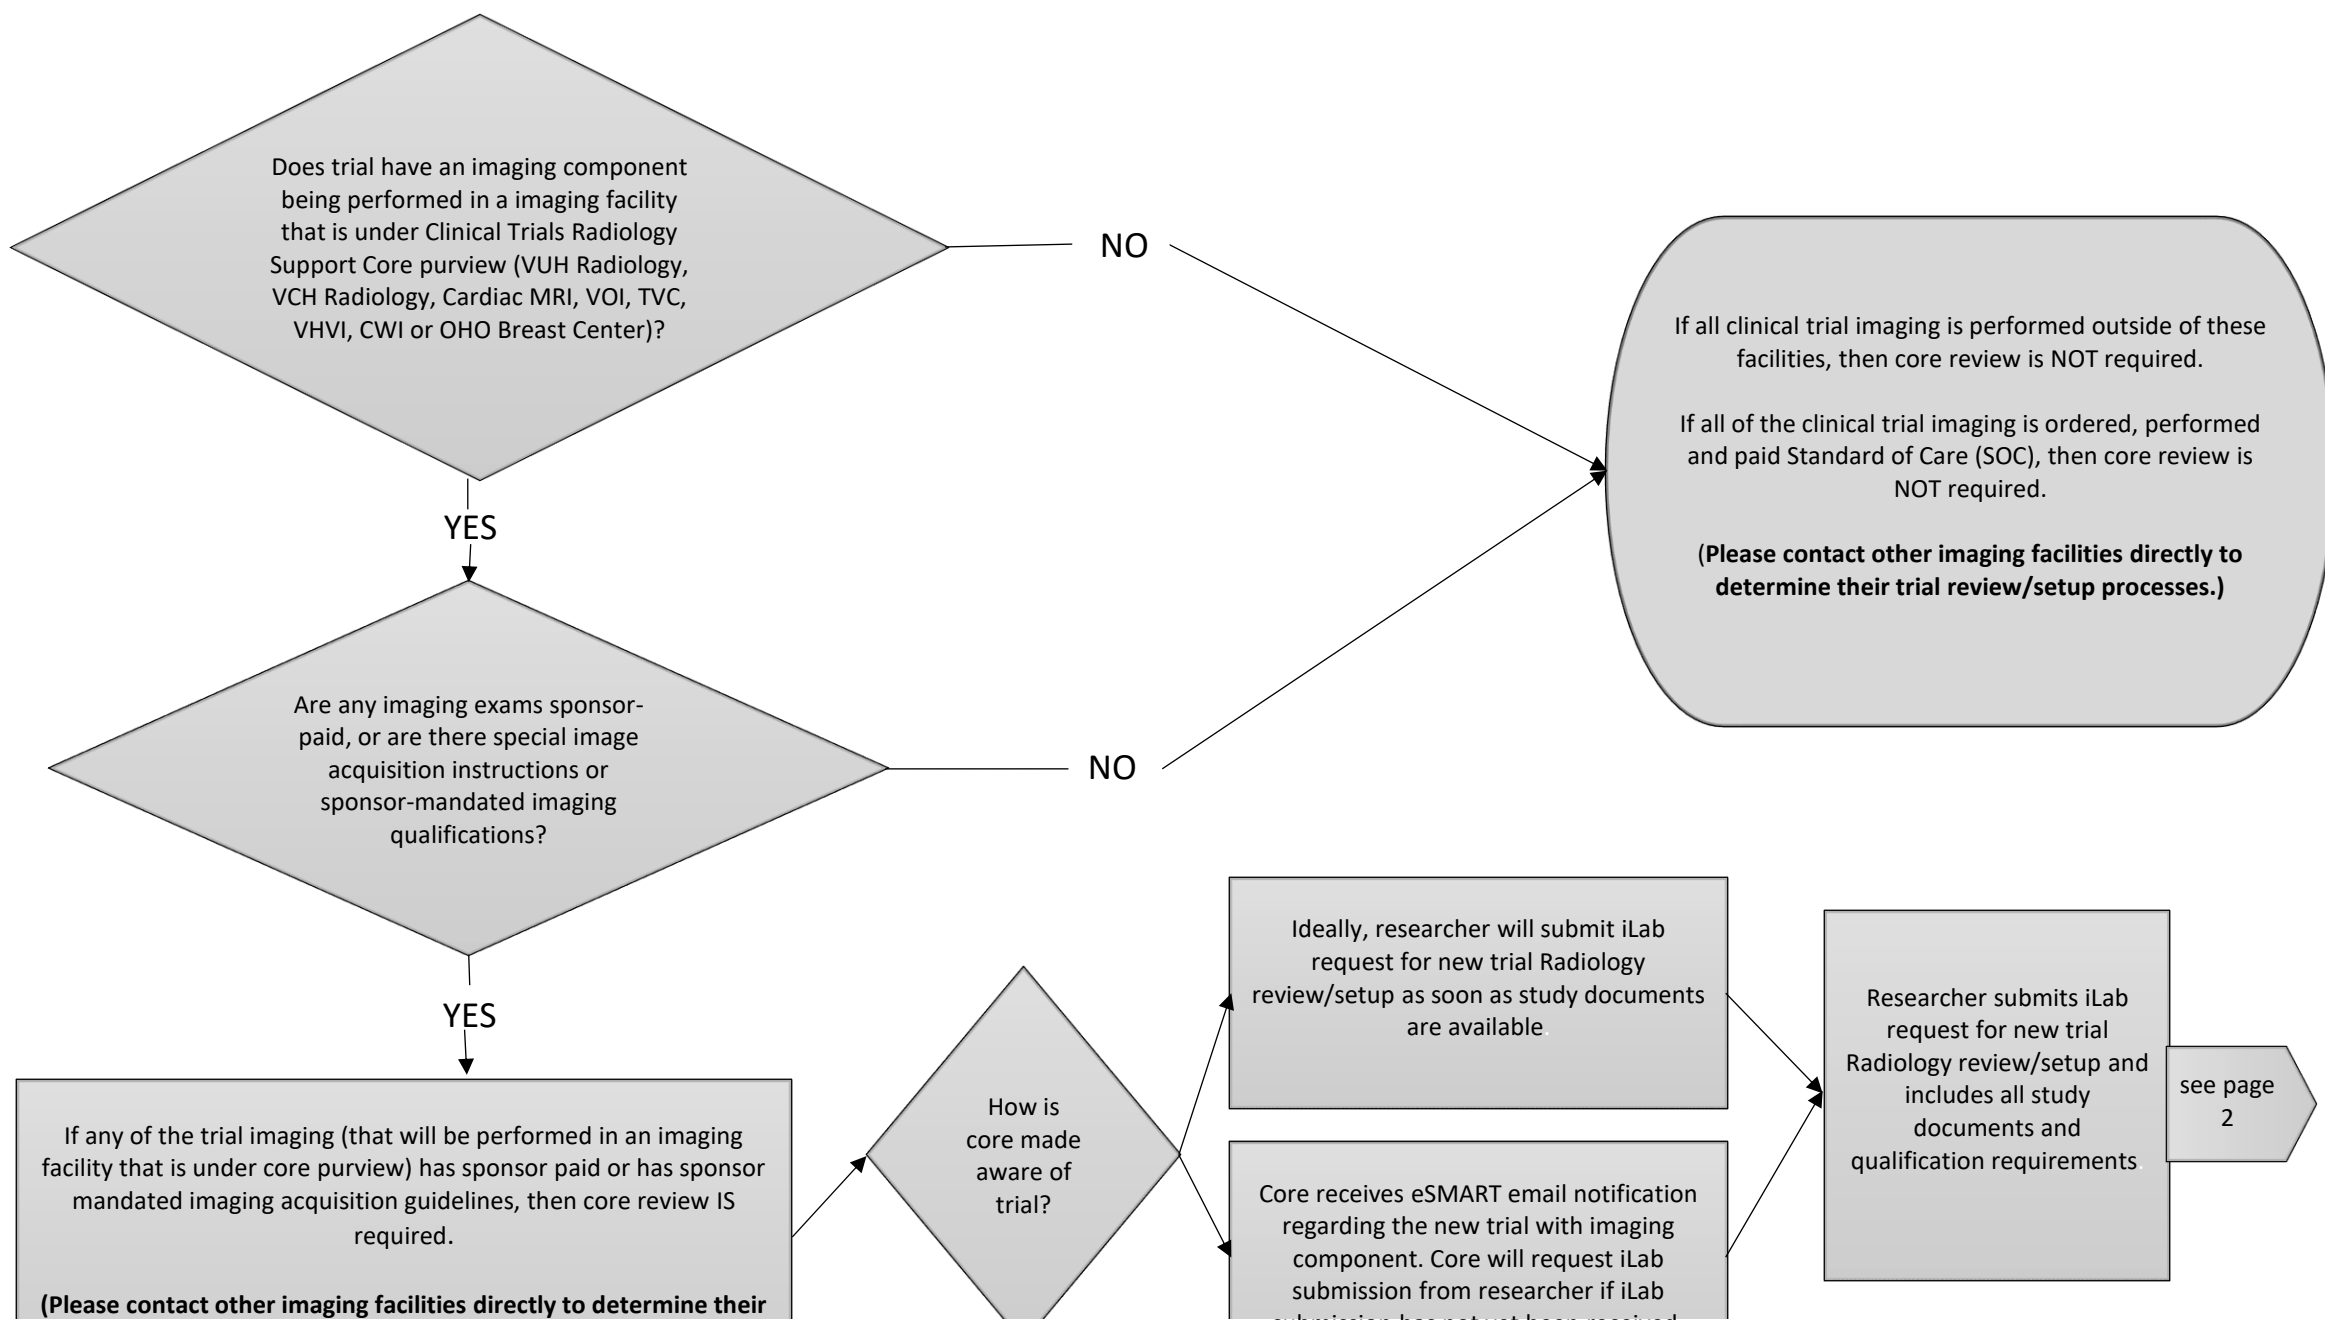 Does trial have an imaging component
being performed in a imaging facility
that is under Clinical Trials Radiology
Support Core purview (VUH Radiology,
VCH Radiology, Cardiac MRI, VOI, TVC,
VHVI, CWI or OHO Breast Center)?
NO
If all clinical trial imaging is performed outside of these
facilities, then core review is NOT required.
If all of the clinical trial imaging is ordered, performed
and paid Standard of Care (SOC), then core review is
NOT required.
(Please contact other imaging facilities directly to
determine their trial review/setup processes.)
YES
Are any imaging exams sponsor-
paid, or are there special image
acquisition instructions or
sponsor-mandated imaging
qualifications?
NO
YES
If any of the trial imaging (that will be performed in an imaging
facility that is under core purview) has sponsor paid or has sponsor
mandated imaging acquisition guidelines, then core review IS
required.
(Please contact other imaging facilities directly to determine their
How is
core made
aware of
trial?
Ideally, researcher will submit iLab
request for new trial Radiology
review/setup as soon as study documents
are available.
Core receives eSMART email notification
regarding the new trial with imaging
component. Core will request iLab
submission from researcher if iLab
submission has not yet been received
Researcher submits iLab
request for new trial
Radiology review/setup and
includes all study
documents and
qualification requirements.
see page
2